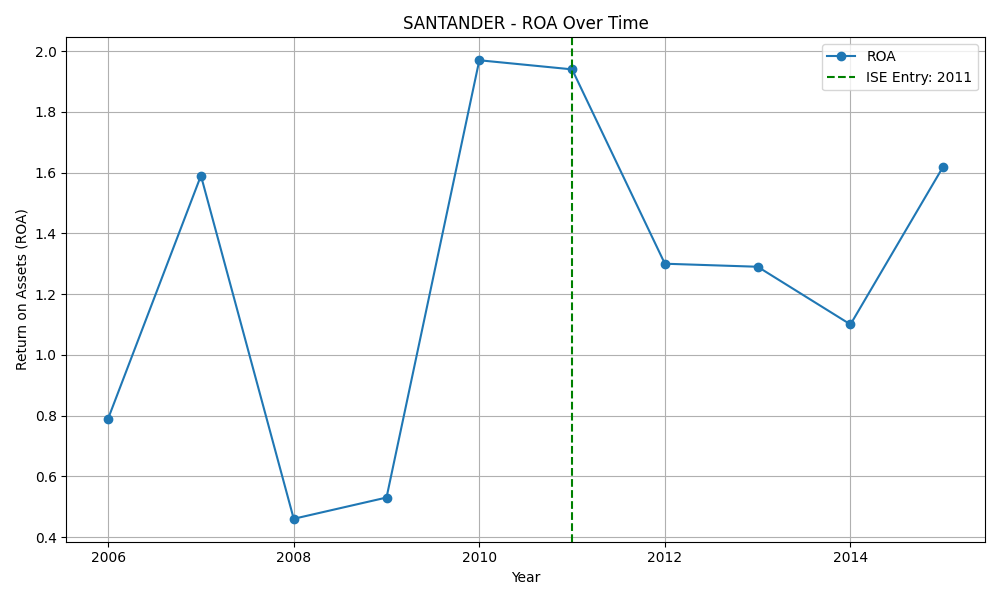 SANTANDER - ROA Over Time
ROA
ISE Entry: 2011
Return on Assets (ROA)
2.0
1.8
1.6
1.4
1.2
1.0
0.8
0.6
0.4
2006
2008
2010
2012
2014
Year